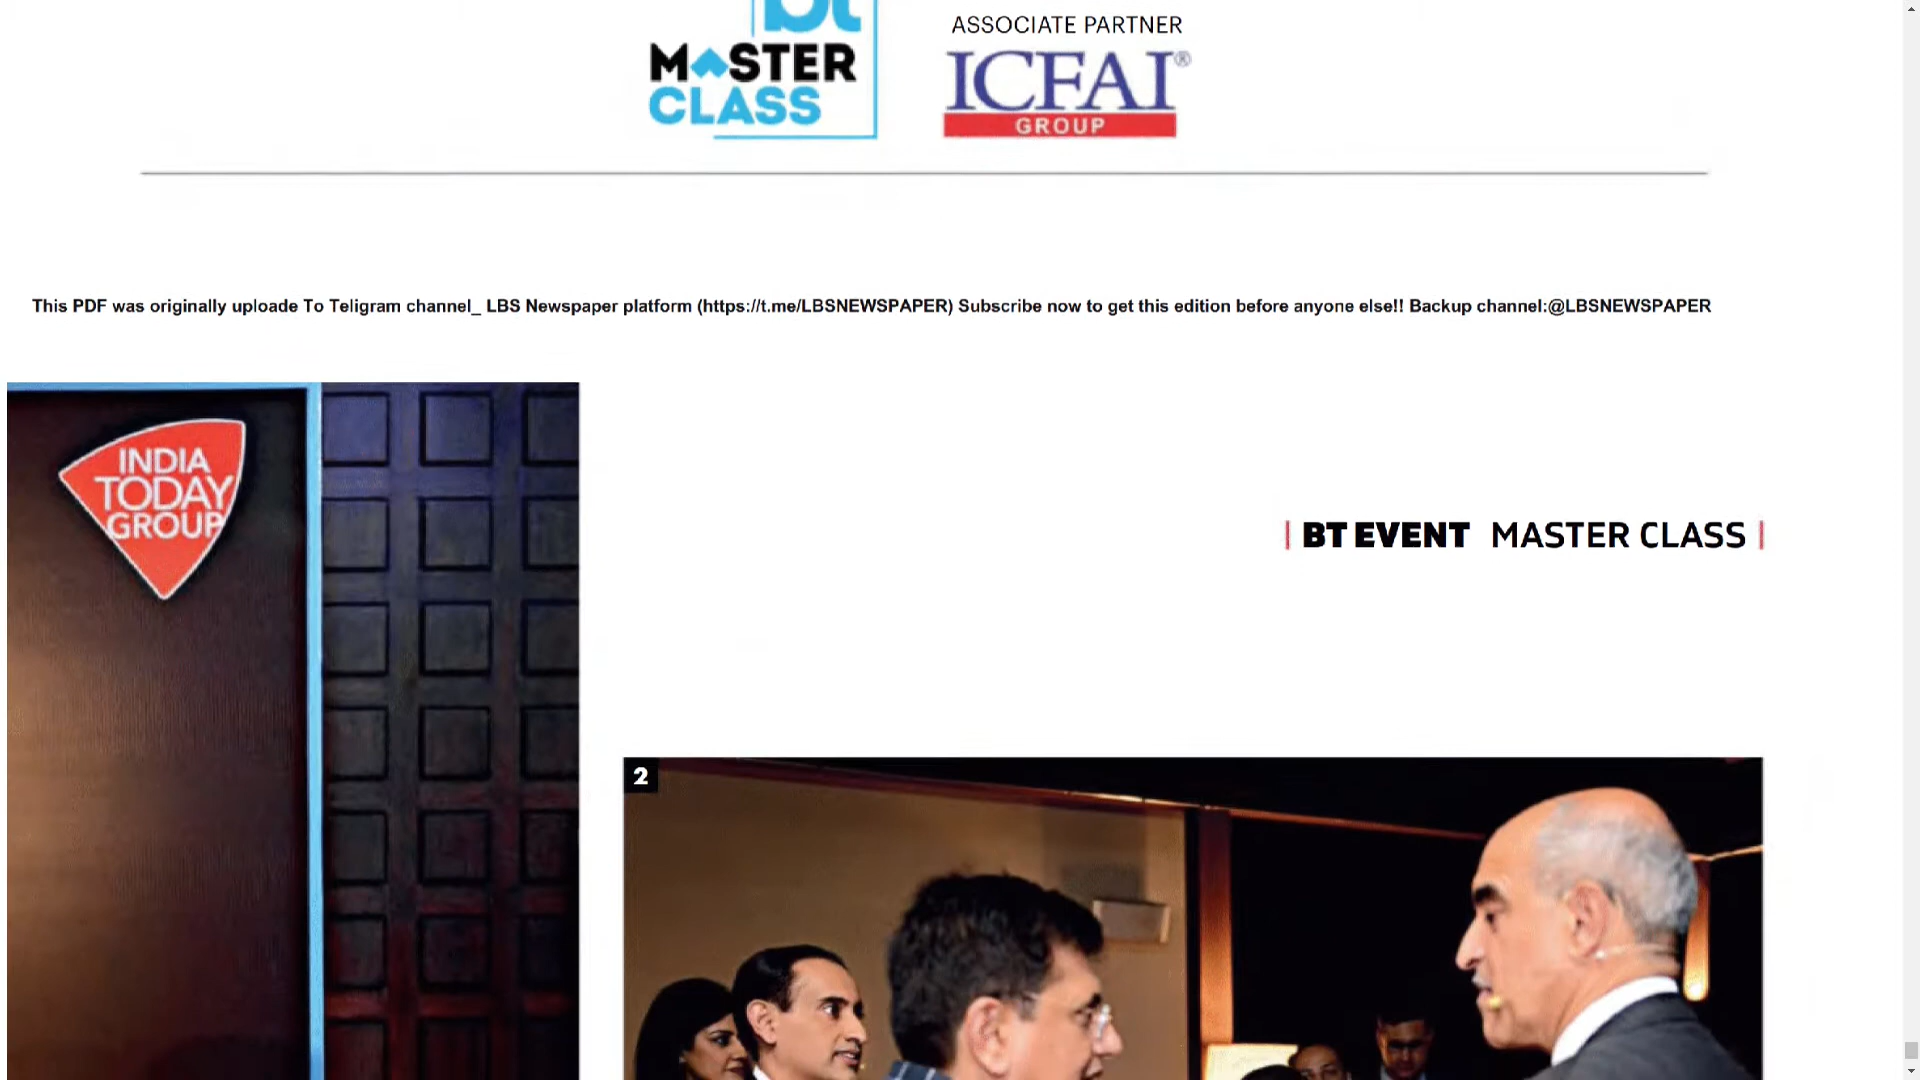 bt
MASTER
CLASS
ASSOCIATE PARTNER
ICFAI®
GROUP
This PDF was originally uploade To Teligram channel_ LBS Newspaper platform (https://t.me/LBSNEWSPAPER) Subscribe now to get this edition before anyone else!! Backup channel:@LBSNEWSPAPER
INDIA
TODAY
GROUP
| BT EVENT MASTER CLASS |
2